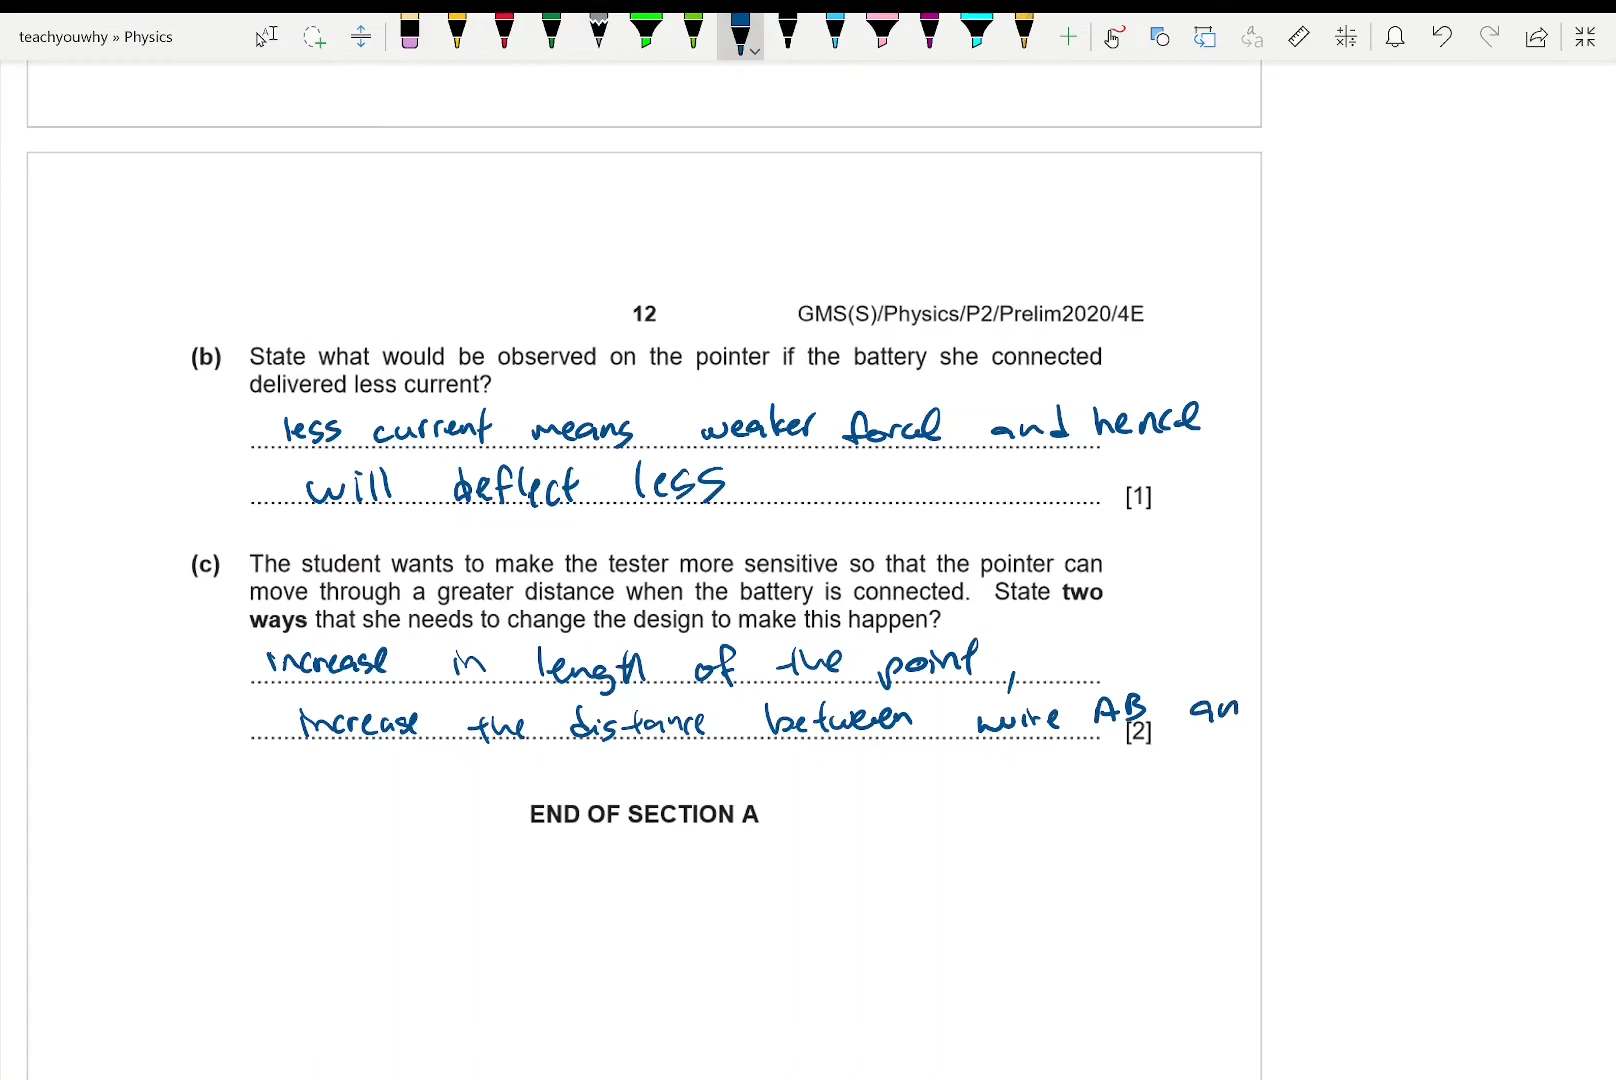 teachyouwhy » Physics
12 GMS(S)/Physics/P2/Prelim2020/4E
(b) State what would be observed on the pointer if the battery she connected
delivered less current?
less current means weaker force and hence
will deflect less
[1]
(c) The student wants to make the tester more sensitive so that the pointer can
move through a greater distance when the battery is connected. State two
ways that she needs to change the design to make this happen?
increase in length of the point,
increase the distance between wire AB an
[2]
END OF SECTION A